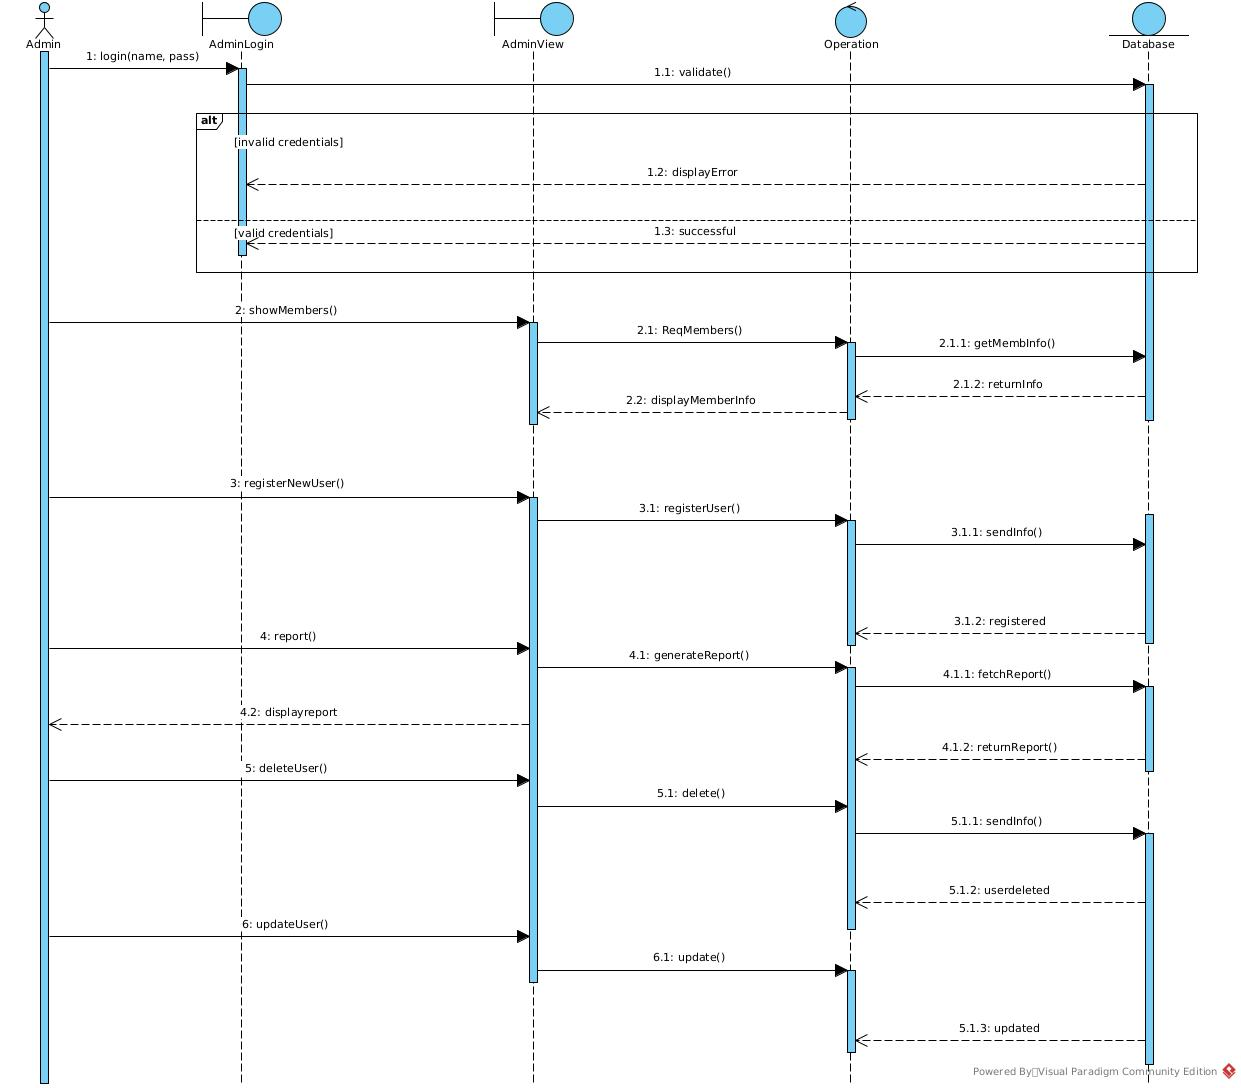 Admin
AdminLogin
AdminView
Operation
Database
1: login(name, pass)
1.1: validate()
alt
[invalid credentials]
1.2: displayError
[valid credentials]
1.3: successful
2: showMembers()
2.1: ReqMembers()
2.1.1: getMembInfo()
2.1.2: returnInfo
2.2: displayMemberInfo
3: registerNewUser()
3.1: registerUser()
3.1.1: sendInfo()
3.1.2: registered
4: report()
4.1: generateReport()
4.1.1: fetchReport()
4.2: displayreport
4.1.2: returnReport()
5: deleteUser()
5.1: delete()
5.1.1: sendInfo()
5.1.2: userdeleted
6: updateUser()
6.1: update()
5.1.3: updated
Powered By Visual Paradigm Community Edition